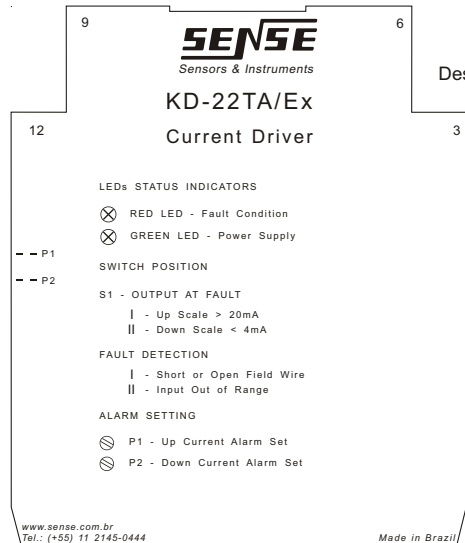 9
6
SENSE
Sensors & Instruments
Des
KD-22TA/Ex
12
Current Driver
3
LEDs STATUS INDICATORS
RED LED - Fault Condition
GREEN LED - Power Supply
P1
SWITCH POSITION
P2
S1 - OUTPUT AT FAULT
I - Up Scale > 20mA
II - Down Scale < 4mA
FAULT DETECTION
I - Short or Open Field Wire
II - Input Out of Range
ALARM SETTING
P1 - Up Current Alarm Set
P2 - Down Current Alarm Set
www.sense.com.br
Tel.: (+55) 11 2145-0444
Made in Brazil